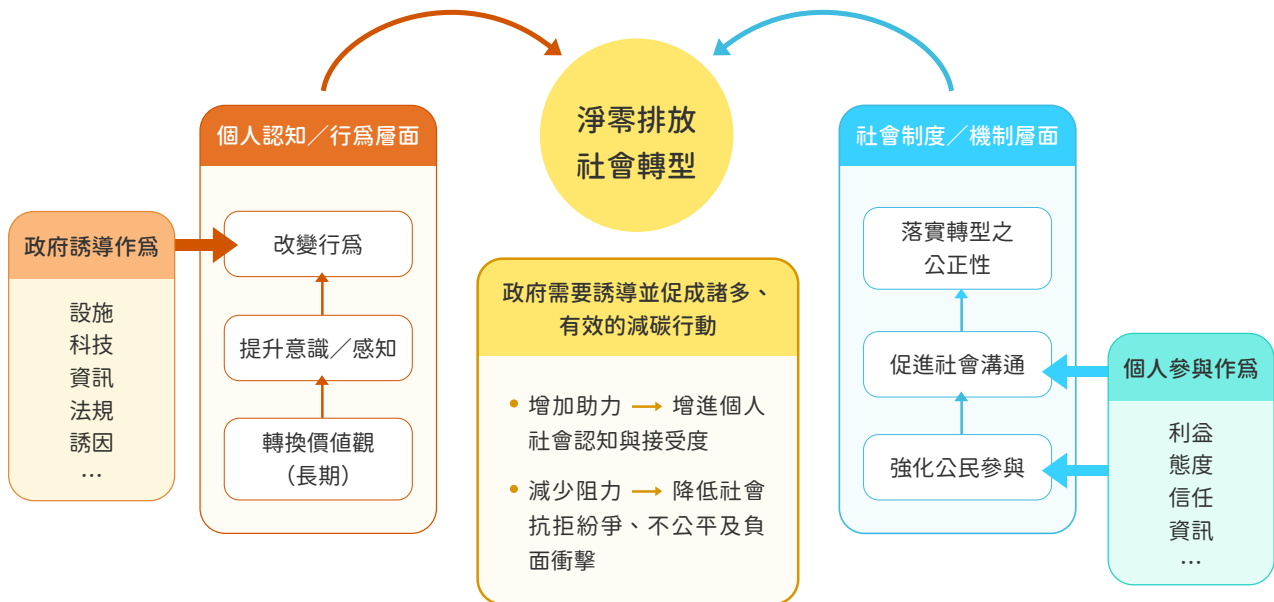 淨零排放
社會轉型
個人認知／行為層面
改變行為
提升意識／感知
轉換價值觀
（長期）
政府誘導作為
設施
科技
資訊
法規
誘因
…
政府需要誘導並促成諸多、
有效的減碳行動
• 增加助力 → 增進個人
社會認知與接受度
• 減少阻力 → 降低社會
抗拒紛爭、不公平及負
面衝擊
社會制度／機制層面
落實轉型之
公正性
促進社會溝通
強化公民參與
個人參與作為
利益
態度
信任
資訊
…